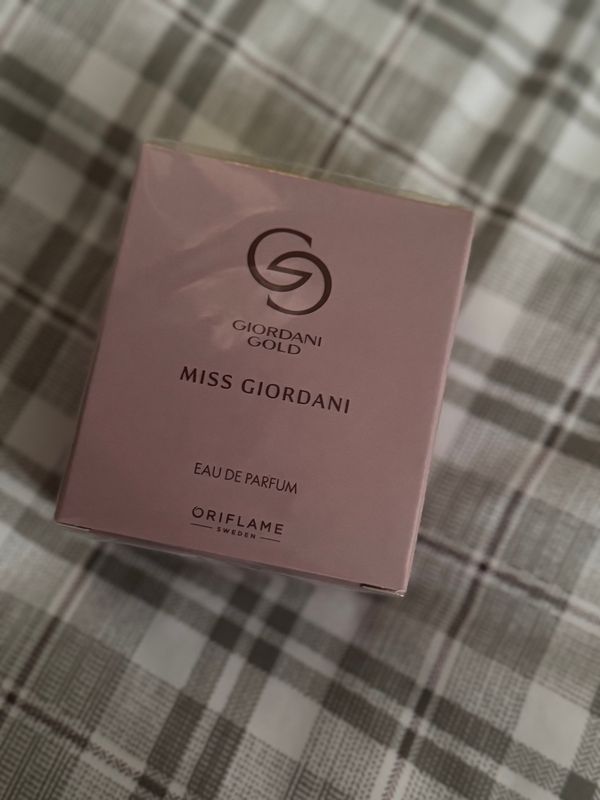 GIORDANI
GOLD
MISS GIORDANI
EAU DE PARFUM
ORIFLAME
SWEDEN